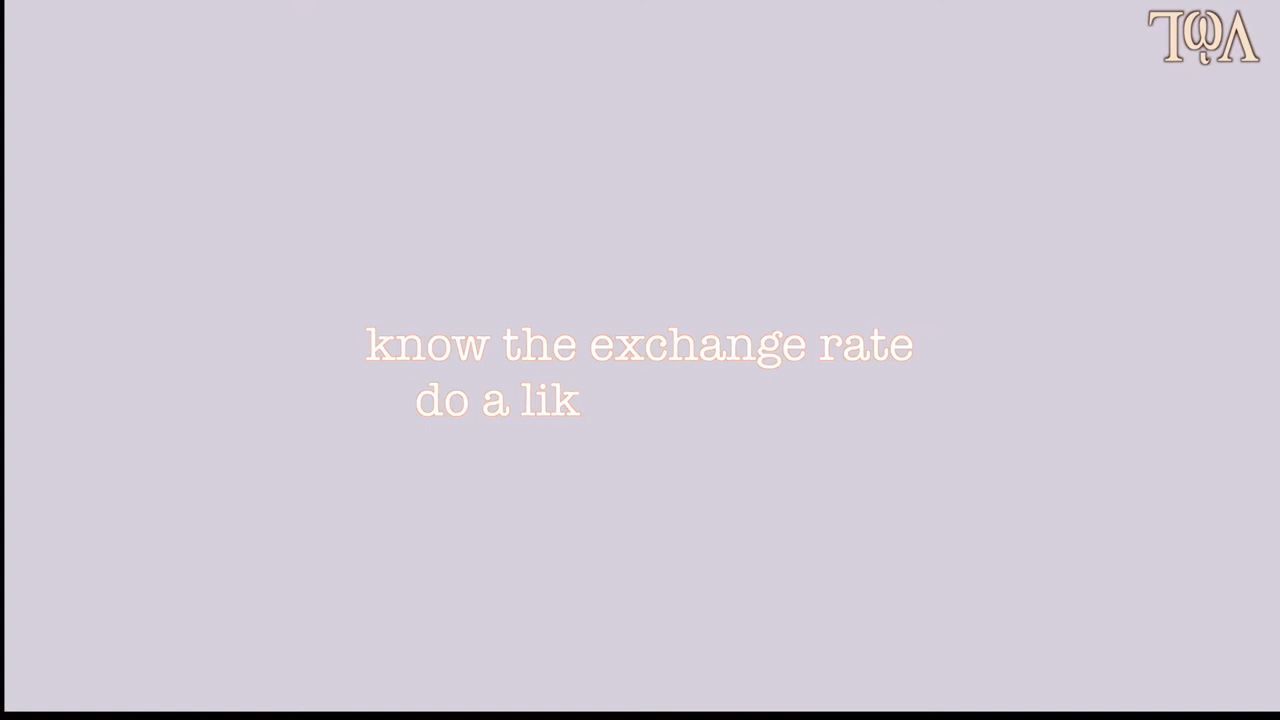 know the exchange rate
do a lik